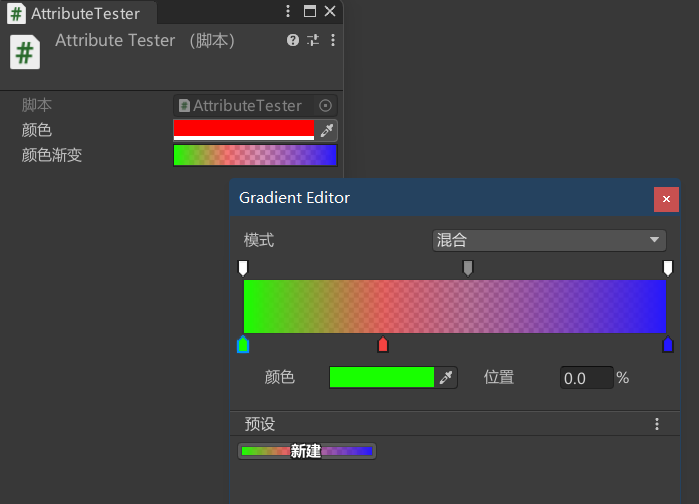 AttributeTester
Attribute Tester （脚本）
脚本 AttributeTester
颜色
颜色渐变
Gradient Editor
模式 混合
颜色 位置 0.0 %
预设
新建